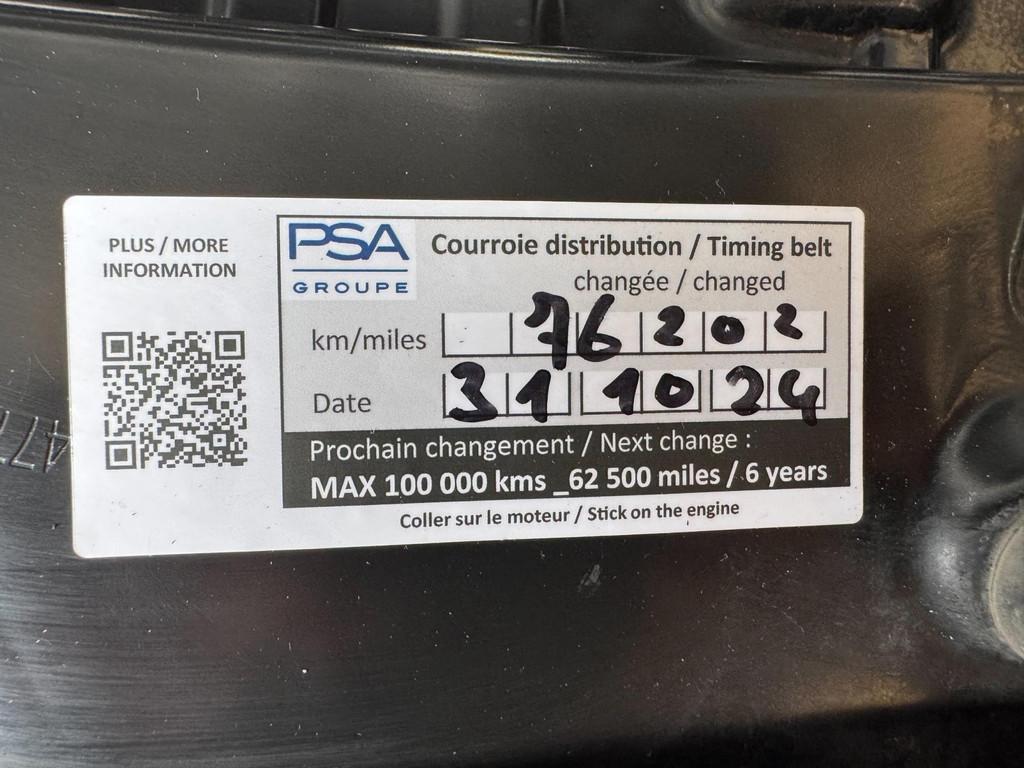 PLUS / MORE
INFORMATION
PSA
GROUPE
Courroie distribution / Timing belt
changée / changed
km/miles 76 202
Date 31 10 24
Prochain changement / Next change :
MAX 100 000 kms _62 500 miles / 6 years
Coller sur le moteur / Stick on the engine